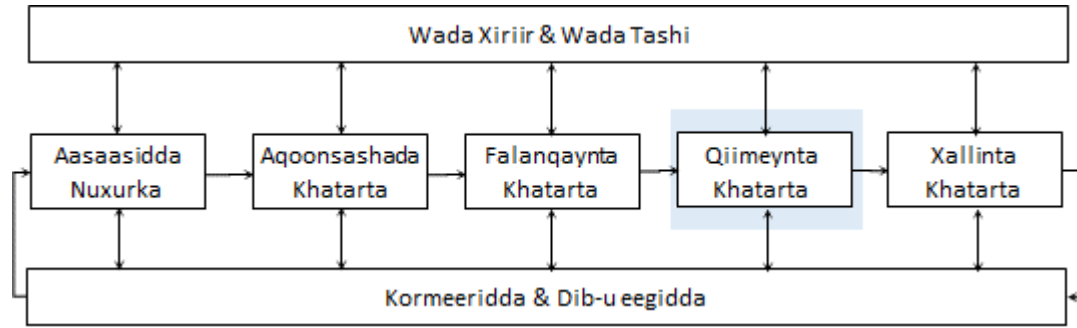 Wada Xiriir & Wada Tashi
Aasaasidda
Nuxurka
Aqoonsashada
Khatarta
Falanqaynta
Khatarta
Qiimeynta
Khatarta
Xallinta
Khatarta
Kormeeridda & Dib-u eegidda